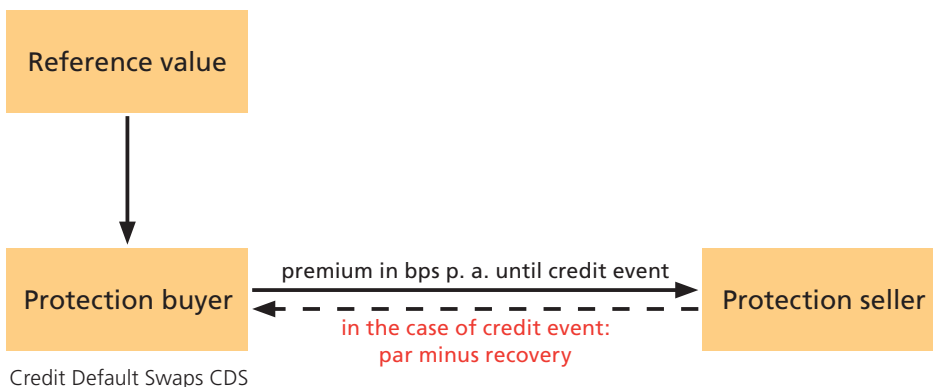 Reference value
premium in bps p. a. until credit event
Protection buyer
Protection seller
in the case of credit event:
par minus recovery
Credit Default Swaps CDS